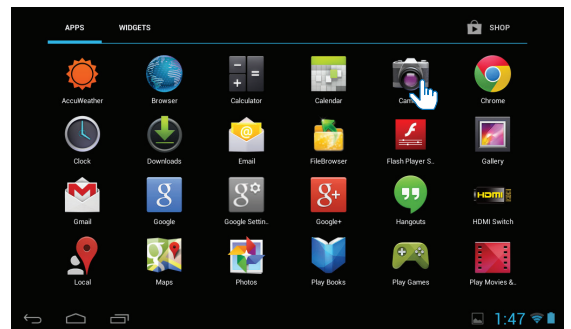 APPS WIDGETS SHOP
AccuWeather Browser Calculator Calendar Cam Chrome
Clock Downloads Email FileBrowser Flash Player S.. Gallery
Gmail Google Google Settin.. Google+ Hangouts HDMI Switch
Local Maps Photos Play Books Play Games Play Movies &..
1:47